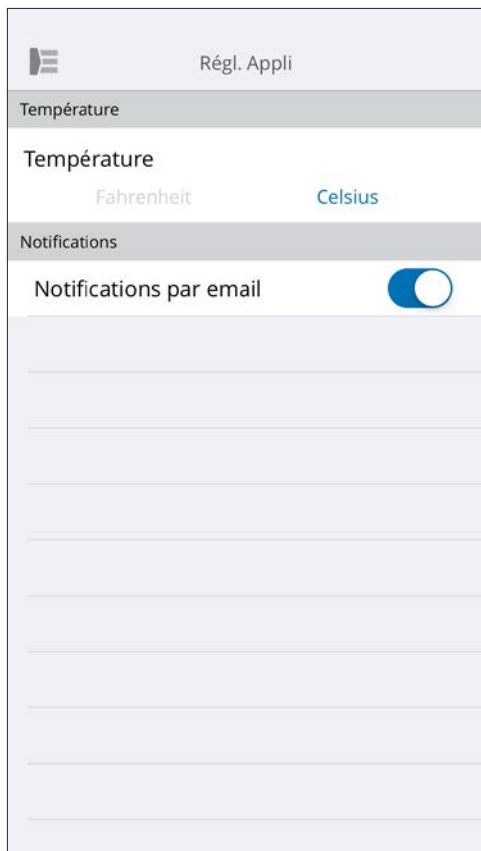 Régl. Appli
Température
Température
Fahrenheit Celsius
Notifications
Notifications par email